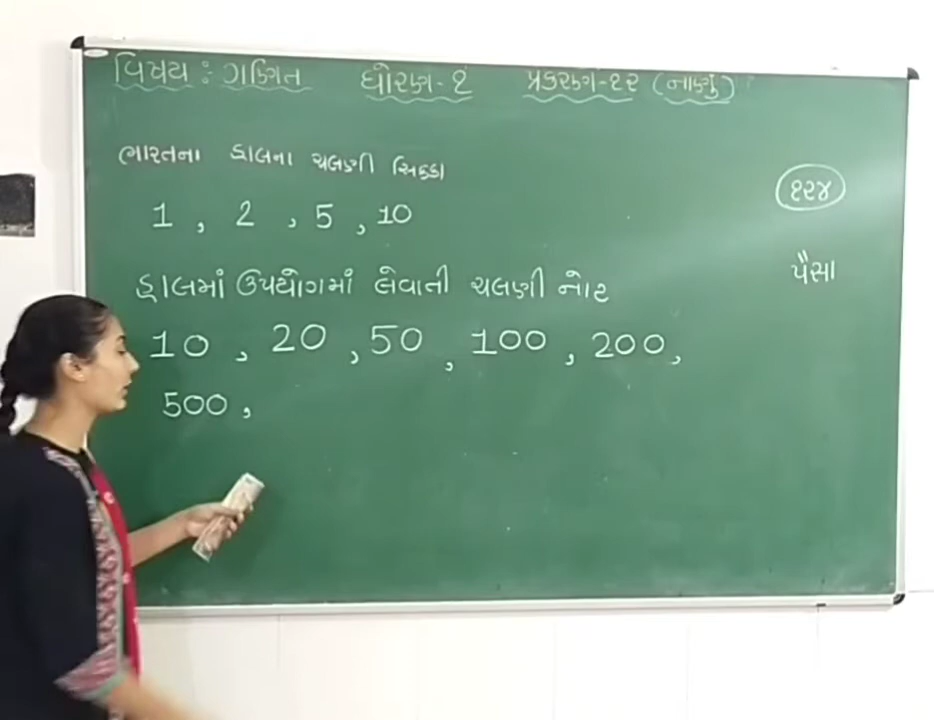 વિષય : ગણિત ધોરણ - ૧ પ્રકરણ - ૧૨ (નાણું)
ભારતના હાલના ચલણી સિક્કા
૧૨૪
1 , 2 , 5 , 10
પૈસા
હાલમાં ઉપયોગમાં લેવાતી ચલણી નોટ
10 , 20 , 50 , 100 , 200 ,
500 ,